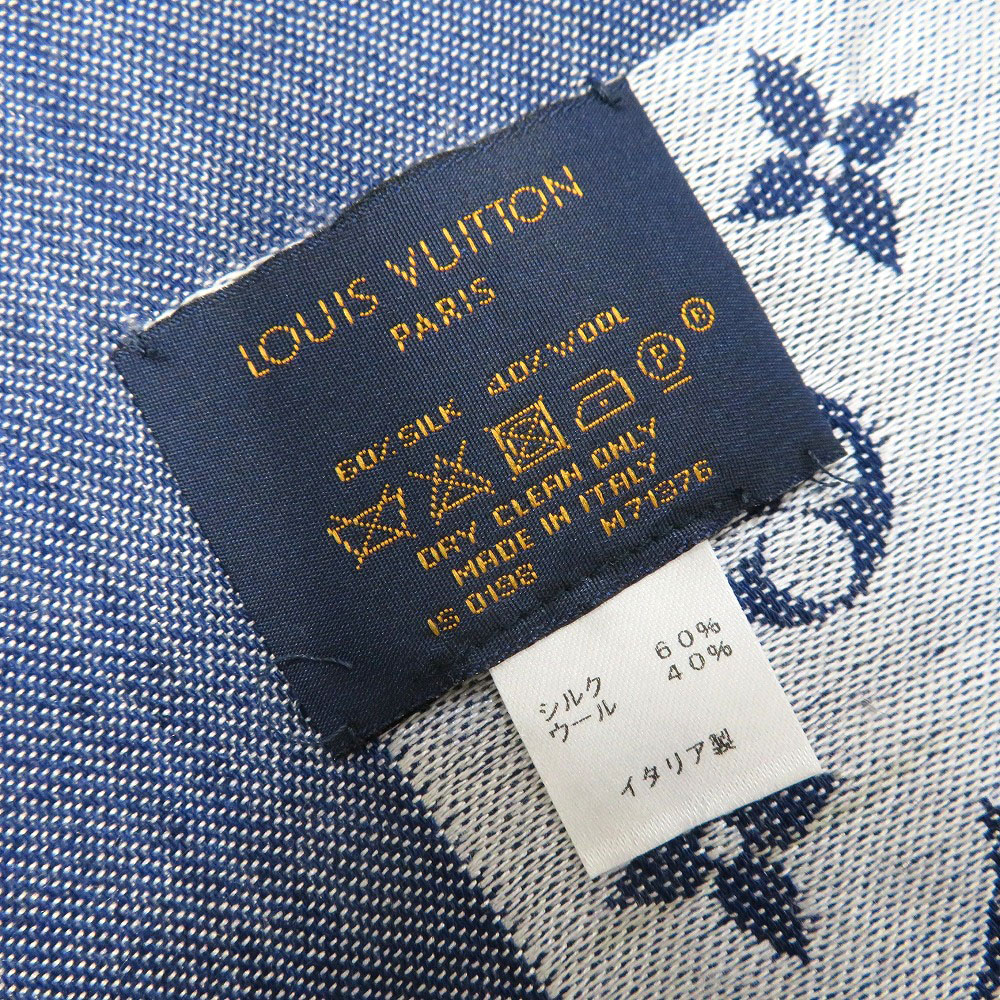 LOUIS VUITTON
PARIS
60% SILK 40% WOOL
P
R
DRY CLEAN ONLY
MADE IN ITALY
IS 0198 M71376
シルク 60%
ウール 40%
イタリア製